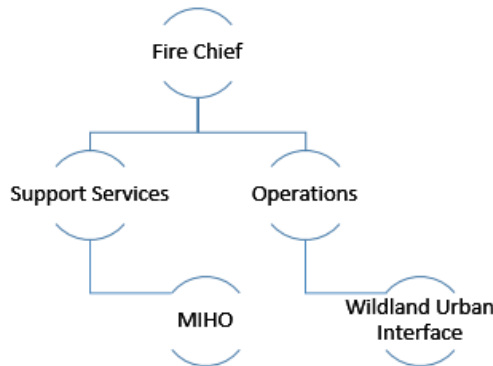 Fire Chief
Support Services
Operations
MIHO
Wildland Urban
Interface